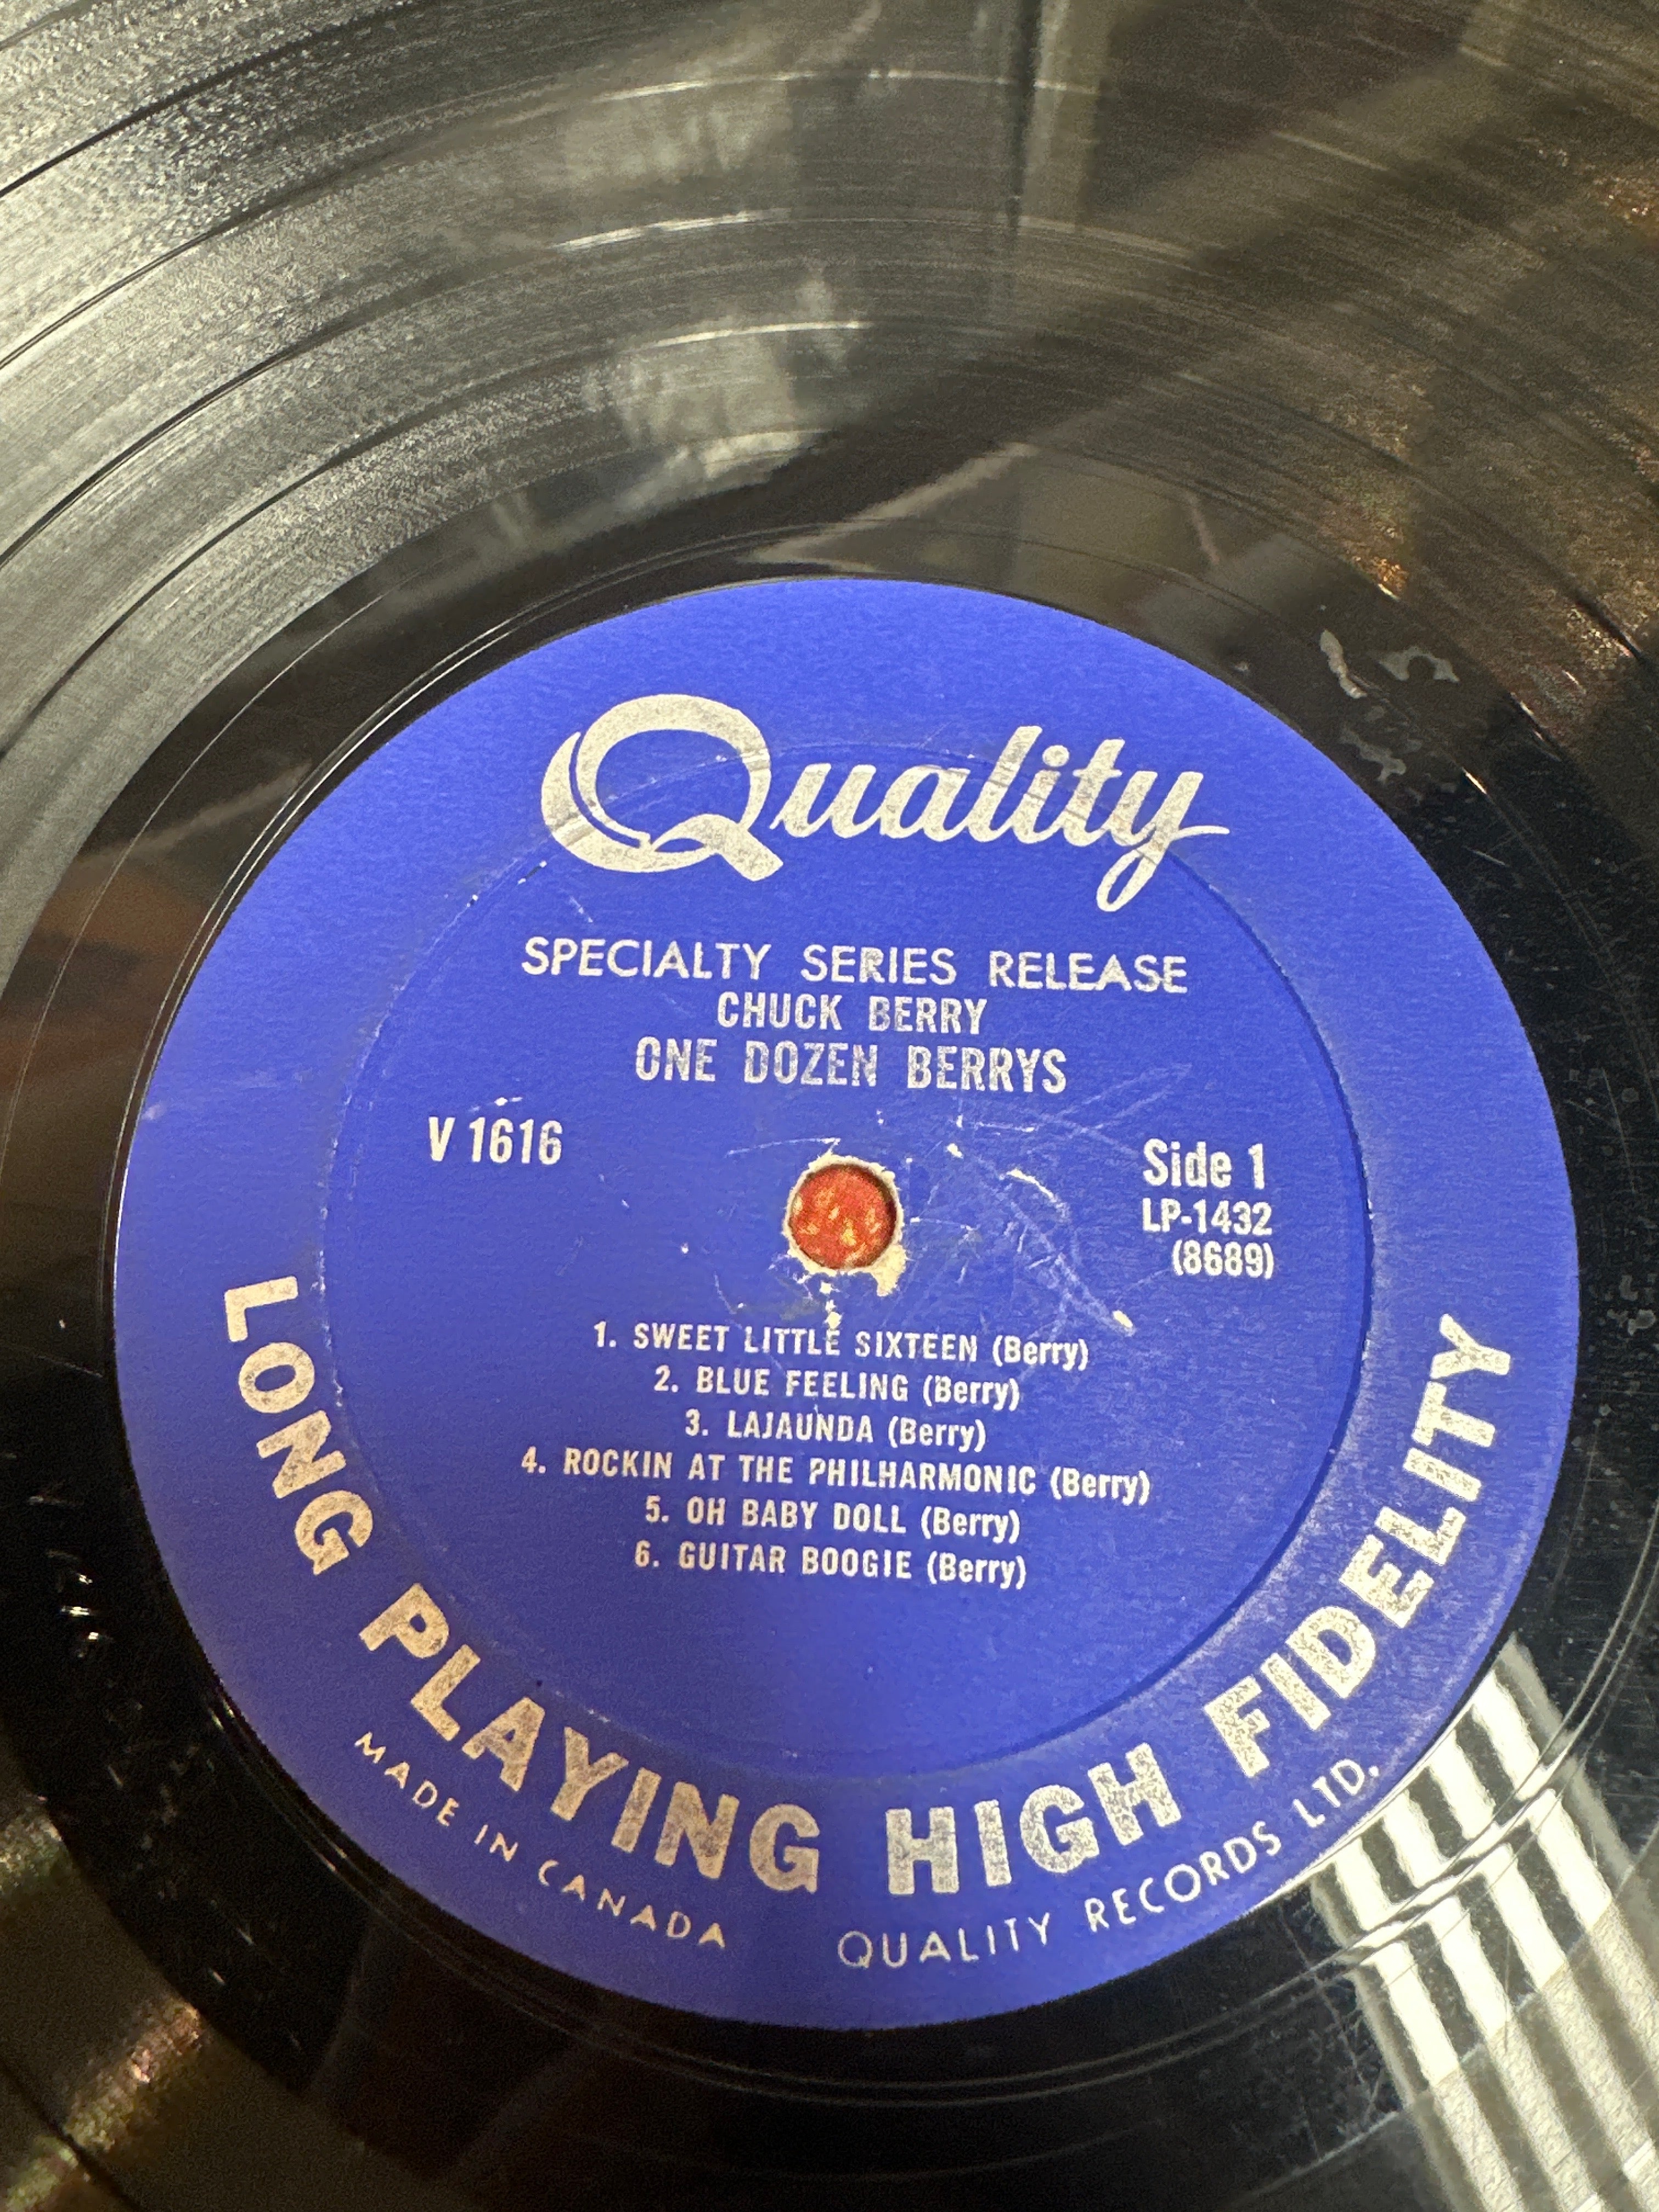 Quality
SPECIALTY SERIES RELEASE
CHUCK BERRY
ONE DOZEN BERRYS
V 1616
Side 1
LP-1432
(8689)
1. SWEET LITTLE SIXTEEN (Berry)
2. BLUE FEELING (Berry)
3. LAJAUNDA (Berry)
4. ROCKIN AT THE PHILHARMONIC (Berry)
5. OH BABY DOLL (Berry)
6. GUITAR BOOGIE (Berry)
LONG PLAYING HIGH FIDELITY
MADE IN CANADA QUALITY RECORDS LTD.